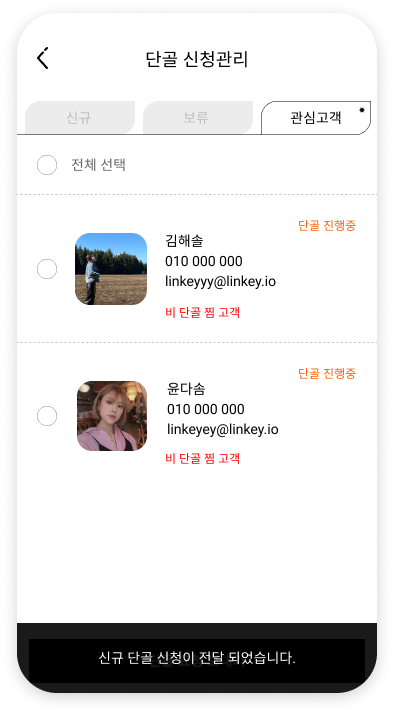 단골 신청관리
신규
보류
관심고객
전체 선택
단골 진행중
김해솔
010 000 000
linkeyyy@linkey.io
비 단골 찜 고객
단골 진행중
윤다솜
010 000 000
linkeyey@linkey.io
비 단골 찜 고객
신규 단골 신청이 전달 되었습니다.